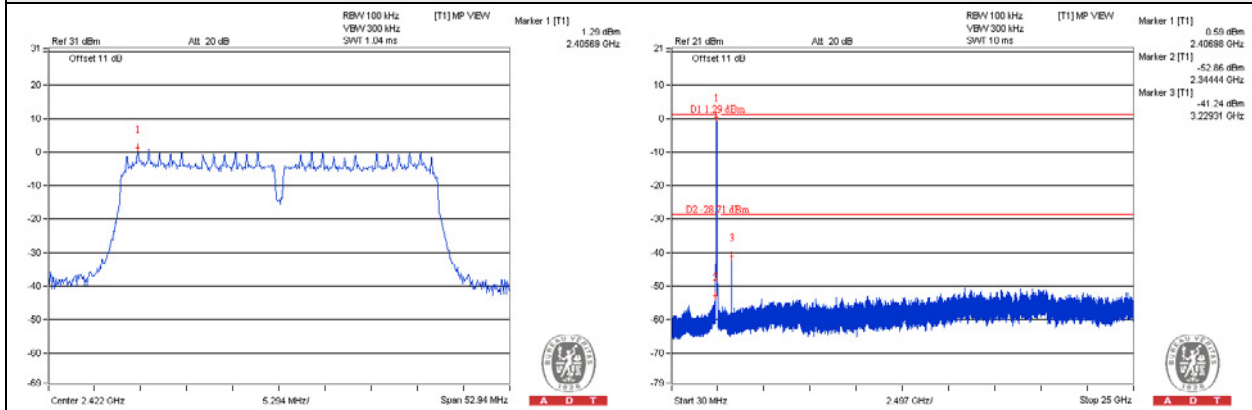 RBW 100 kHz
VBW 300 kHz
SWT 1.04 ms
[T1] MP VIEW
Marker 1 [T1]
1.29 dBm
2.40569 GHz
Ref 31 dBm
Att 20 dB
31
Offset 11 dB
20
10
0
-10
-20
-30
-40
-50
-60
-69
1
Center 2.422 GHz
5.294 MHz/
Span 52.94 MHz
BUREAU VERITAS
1828
A D T
RBW 100 kHz
VBW 300 kHz
SWT 10 ms
[T1] MP VIEW
Marker 1 [T1]
0.59 dBm
2.40698 GHz
Marker 2 [T1]
-52.86 dBm
2.34444 GHz
Marker 3 [T1]
-41.24 dBm
3.22931 GHz
Ref 21 dBm
Att 20 dB
21
Offset 11 dB
10
0
-10
-20
-30
-40
-50
-60
-70
-79
1
D1 1.29 dBm
D2 -28.71 dBm
3
2
Start 30 MHz
2.497 GHz/
Stop 25 GHz
BUREAU VERITAS
1828
A D T